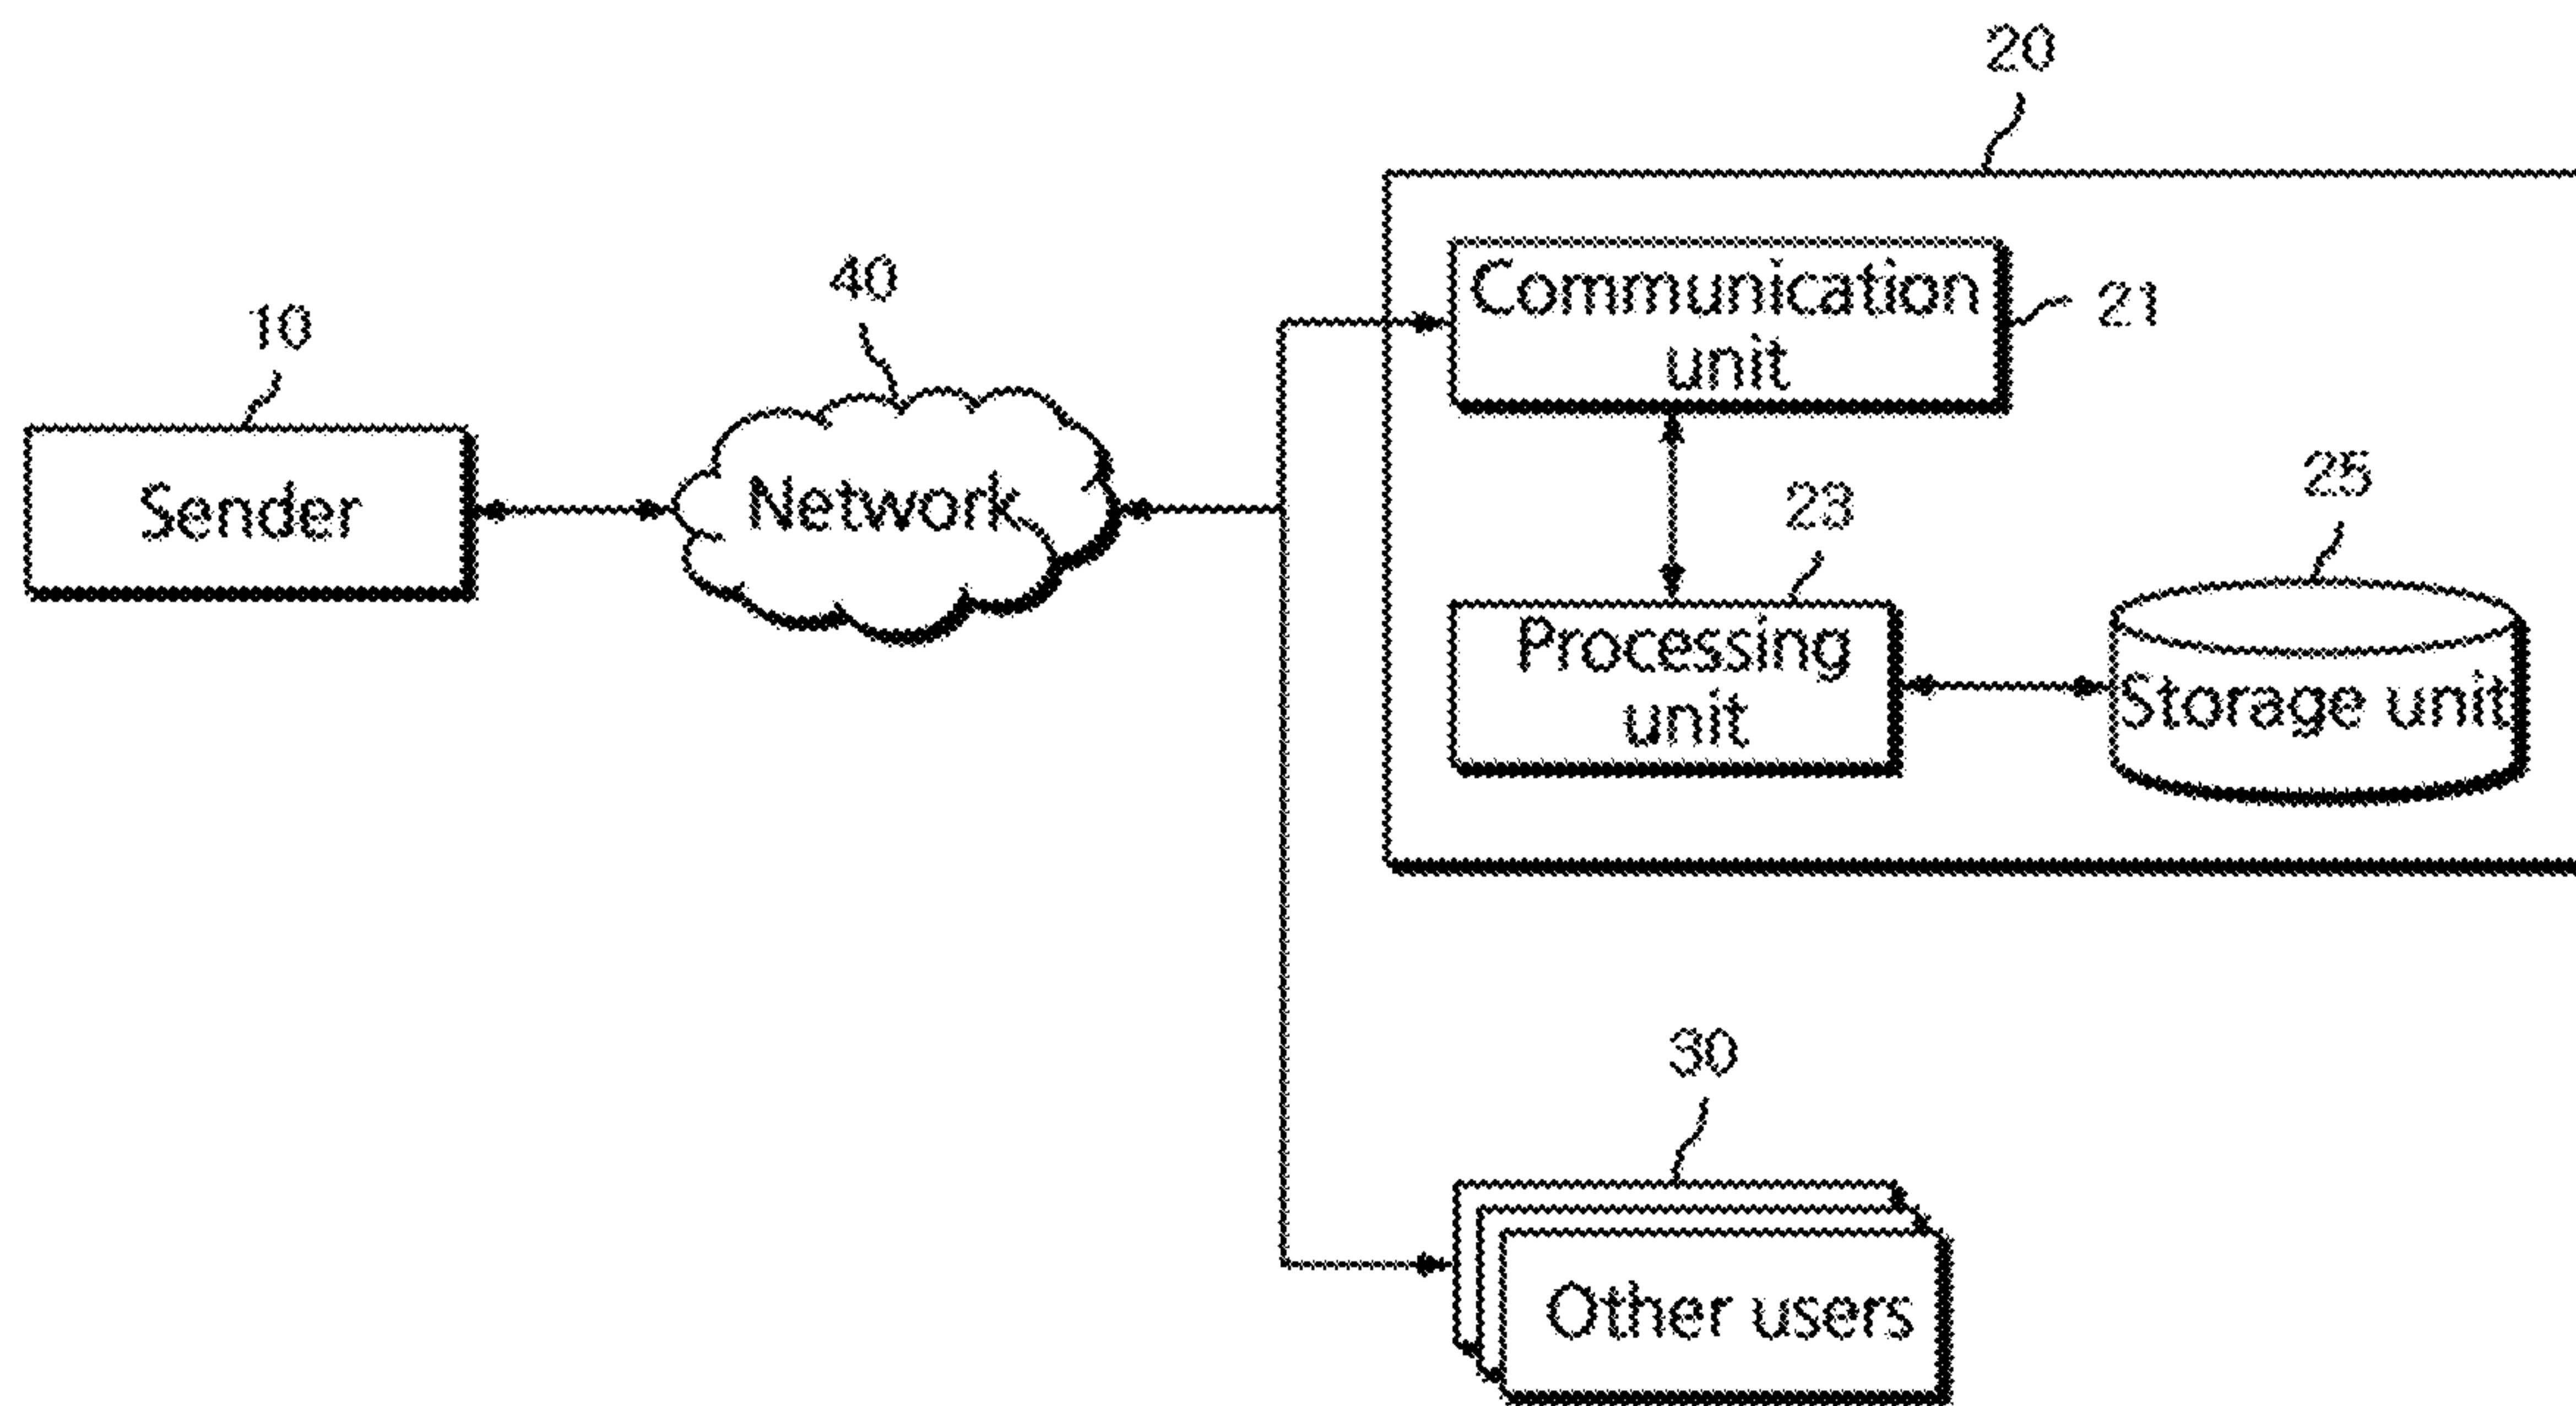 20
40
10
Communication
unit
21
Sender
Network
23
25
Processing
unit
Storage unit
30
Other users